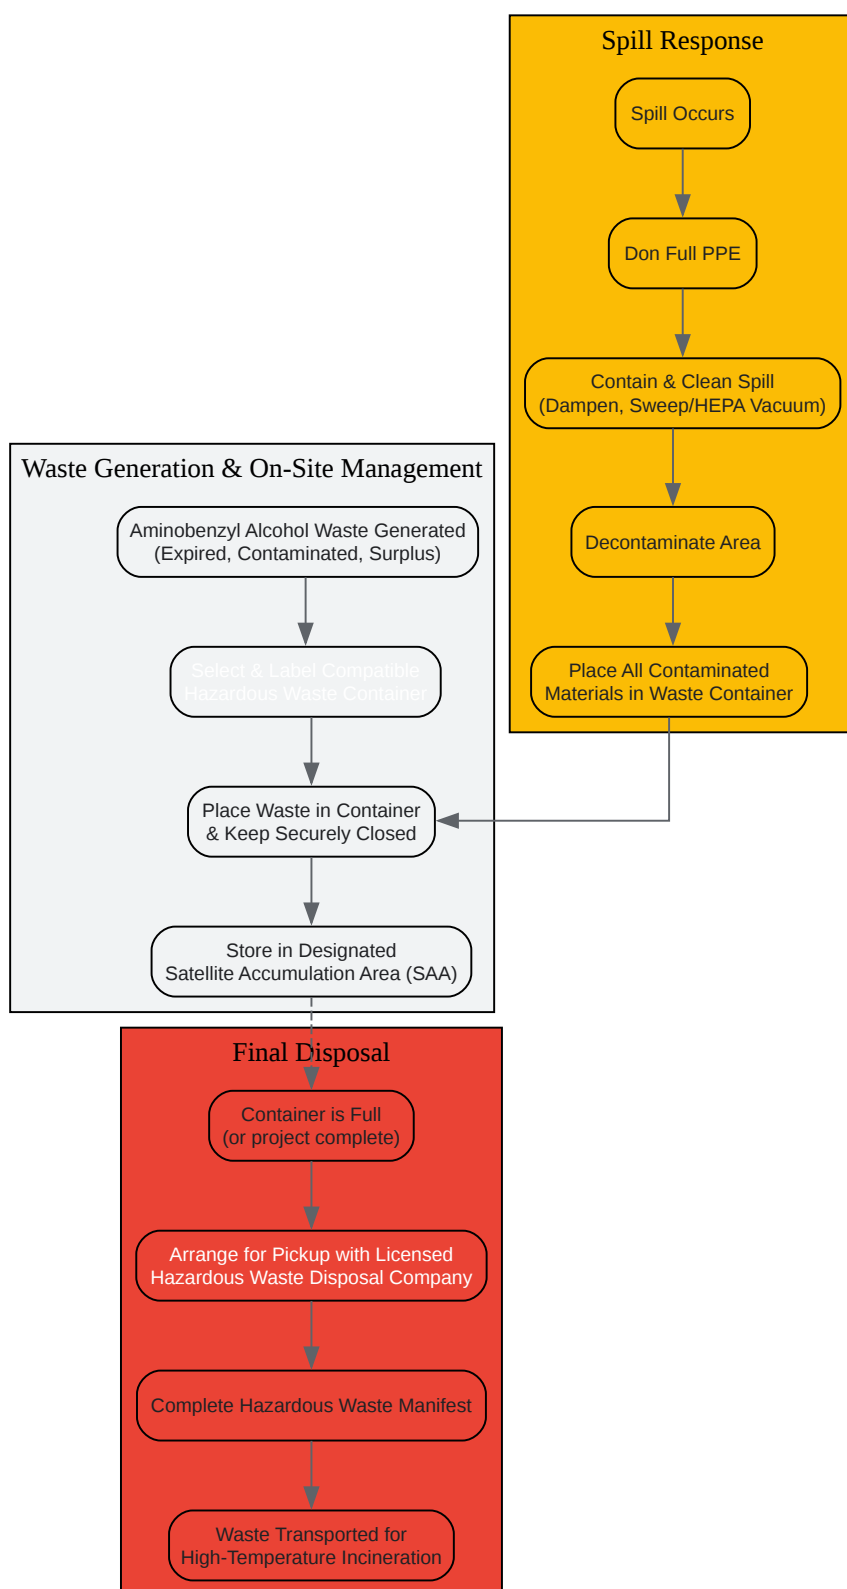 Spill Response
Spill Occurs
Don Full PPE
Contain & Clean Spill
(Dampen, Sweep/HEPA Vacuum)
Decontaminate Area
Place All Contaminated
Materials in Waste Container
Waste Generation & On-Site Management
Aminobenzyl Alcohol Waste Generated
(Expired, Contaminated, Surplus)
Select & Label Compatible
Hazardous Waste Container
Place Waste in Container
& Keep Securely Closed
Store in Designated
Satellite Accumulation Area (SAA)
Final Disposal
Container is Full
(or project complete)
Arrange for Pickup with Licensed
Hazardous Waste Disposal Company
Complete Hazardous Waste Manifest
Waste Transported for
High-Temperature Incineration